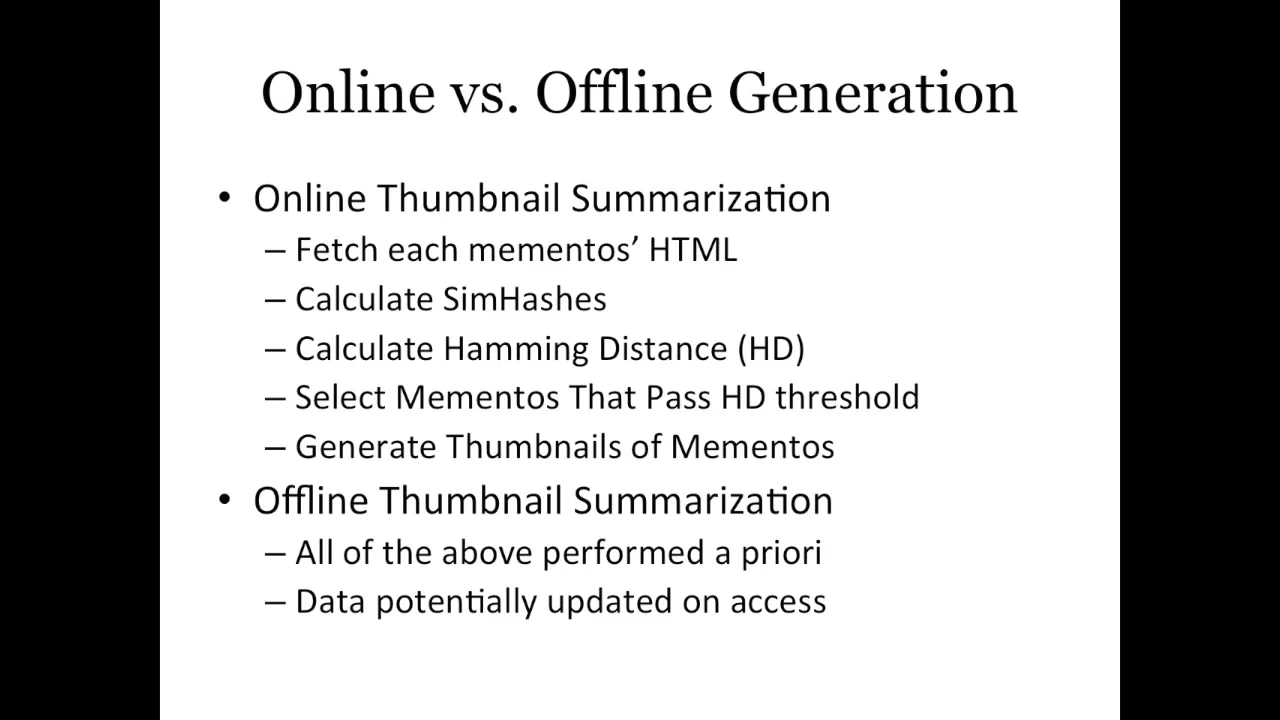 Online vs. Offline Generation
• Online Thumbnail Summarization
– Fetch each mementos’ HTML
– Calculate SimHashes
– Calculate Hamming Distance (HD)
– Select Mementos That Pass HD threshold
– Generate Thumbnails of Mementos
• Offline Thumbnail Summarization
– All of the above performed a priori
– Data potentially updated on access